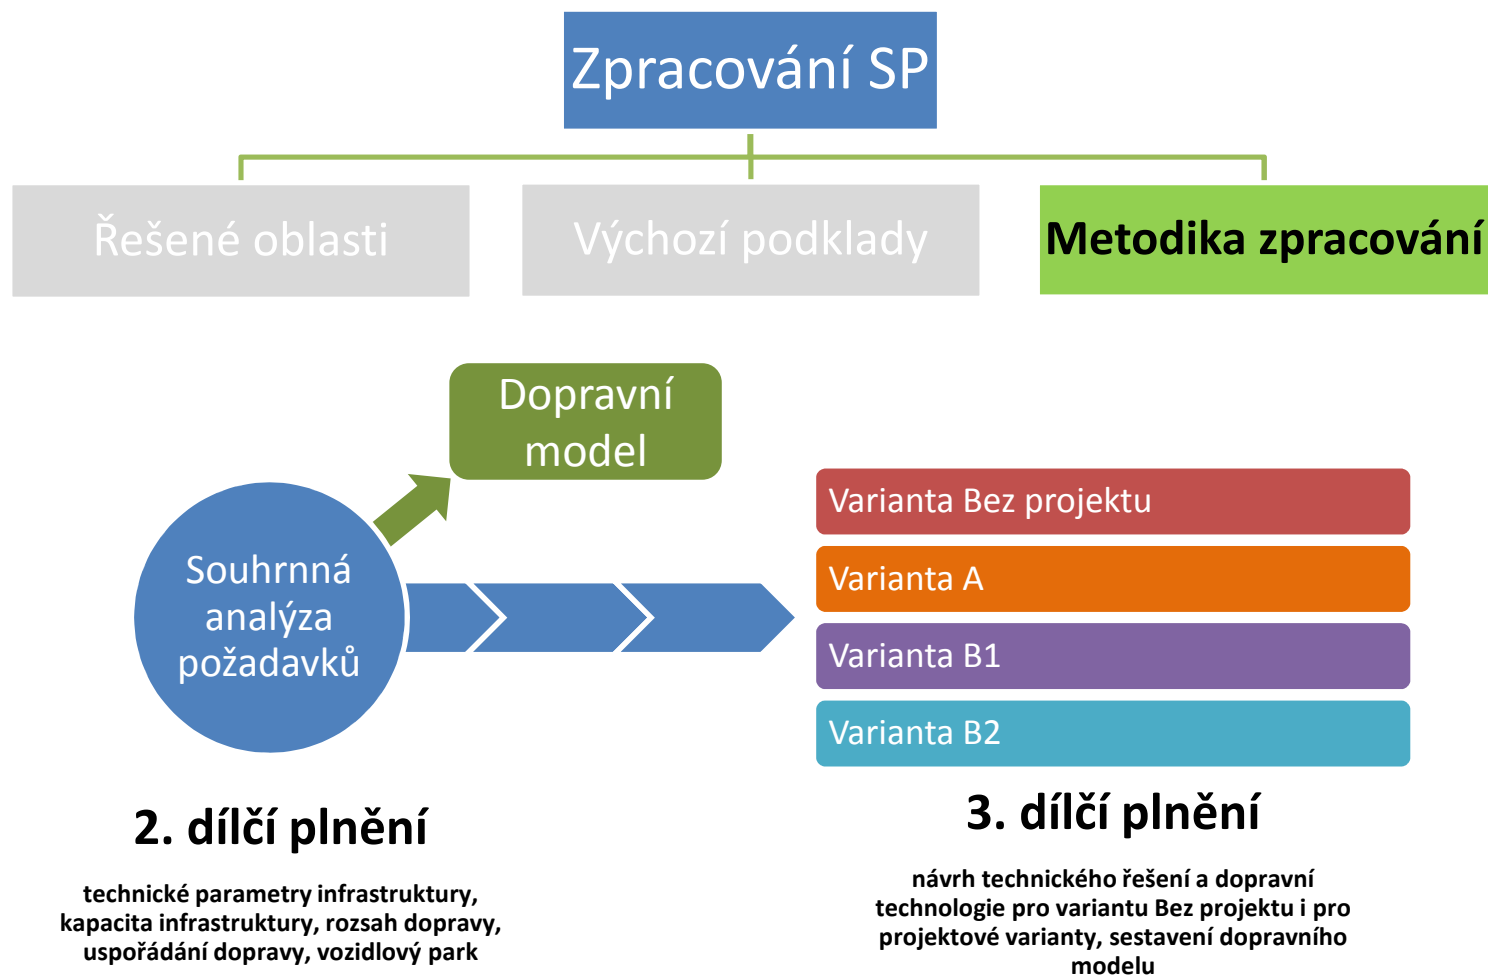 Zpracování SP
Řešené oblasti
Výchozí podklady
Metodika zpracování
Dopravní
model
Souhrnná
analýza
požadavků
Varianta Bez projektu
Varianta A
Varianta B1
Varianta B2
2. dílčí plnění
technické parametry infrastruktury,
kapacita infrastruktury, rozsah dopravy,
uspořádání dopravy, vozidlový park
3. dílčí plnění
návrh technického řešení a dopravní
technologie pro variantu Bez projektu i pro
projektové varianty, sestavení dopravního
modelu